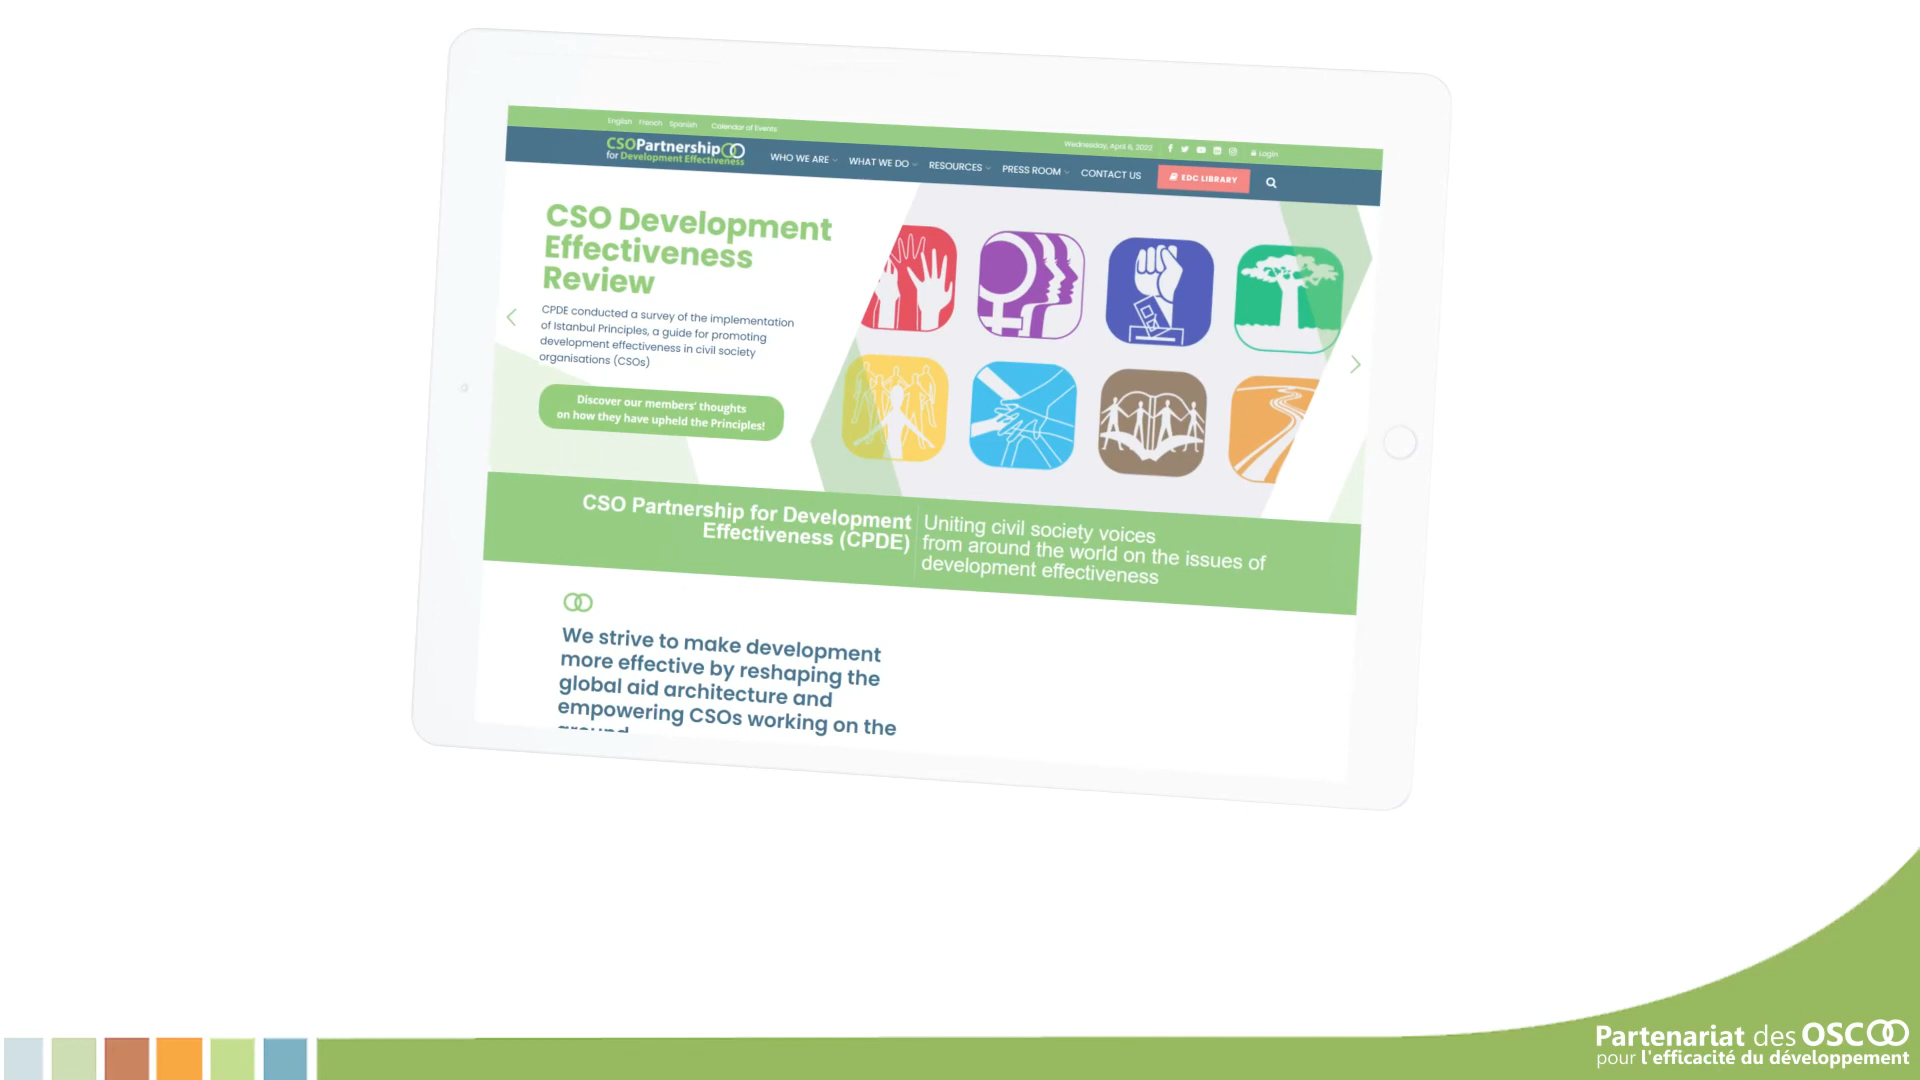 English French Spanish Calendar of Events
Wednesday, April 6, 2022 Login
CSOPartnership
for Development Effectiveness
WHO WE ARE WHAT WE DO RESOURCES PRESS ROOM CONTACT US EDC LIBRARY
CSO Development
Effectiveness
Review
CPDE conducted a survey of the implementation
of Istanbul Principles, a guide for promoting
development effectiveness in civil society
organisations (CSOs)
Discover our members' thoughts
on how they have upheld the Principles!
CSO Partnership for Development
Effectiveness (CPDE)
Uniting civil society voices
from around the world on the issues of
development effectiveness
We strive to make development
more effective by reshaping the
global aid architecture and
empowering CSOs working on the
ground
Partenariat des OSC
pour l'efficacité du développement